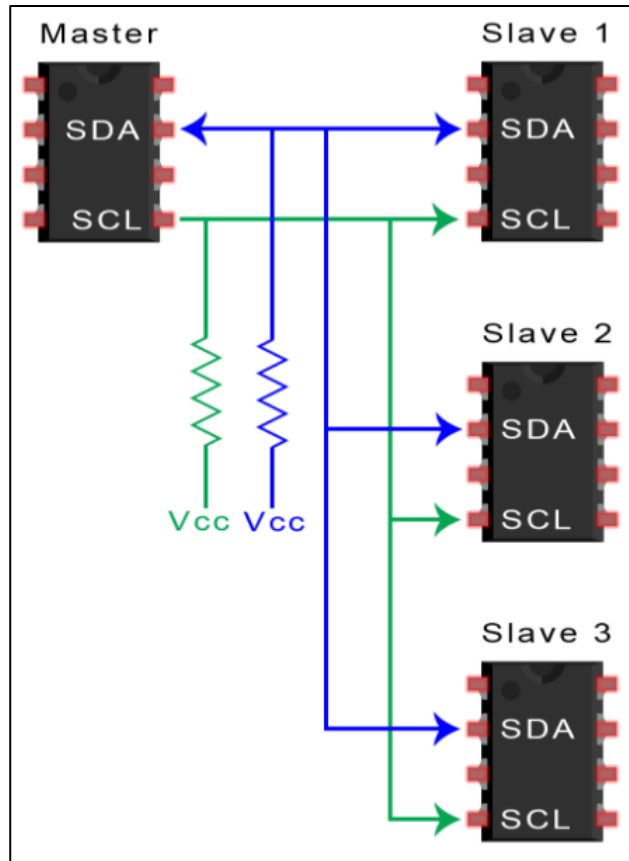 Master
Slave 1
SDA
SDA
SCL
SCL
Slave 2
SDA
Vcc
Vcc
SCL
Slave 3
SDA
SCL